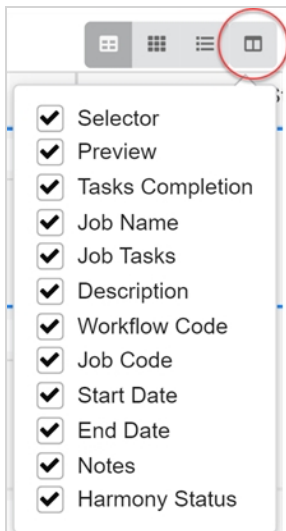 Selector
Preview
Tasks Completion
Job Name
Job Tasks
Description
Workflow Code
Job Code
Start Date
End Date
Notes
Harmony Status